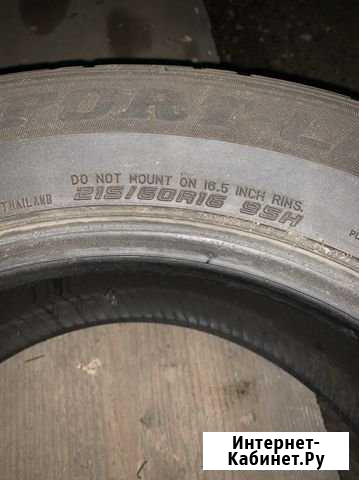 DO NOT MOUNT ON 16.5 INCH RIMS.
THAILAND 215/60R16 95H
Интернет-
Кабинет.Ру